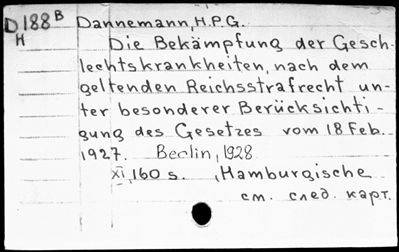 D188B Dannemann, H.P.G.
H
Die Bekämpfung der Gesch-
lechtskrankheiten, nach dem
geltenden Reichsstrafrecht un-
ter besonderer Berücksichti-
gung des Gesetzes vom 18 Feb.
1927. Berlin, 1928
XI, 160 s. , Hamburgische
см. след. карт.